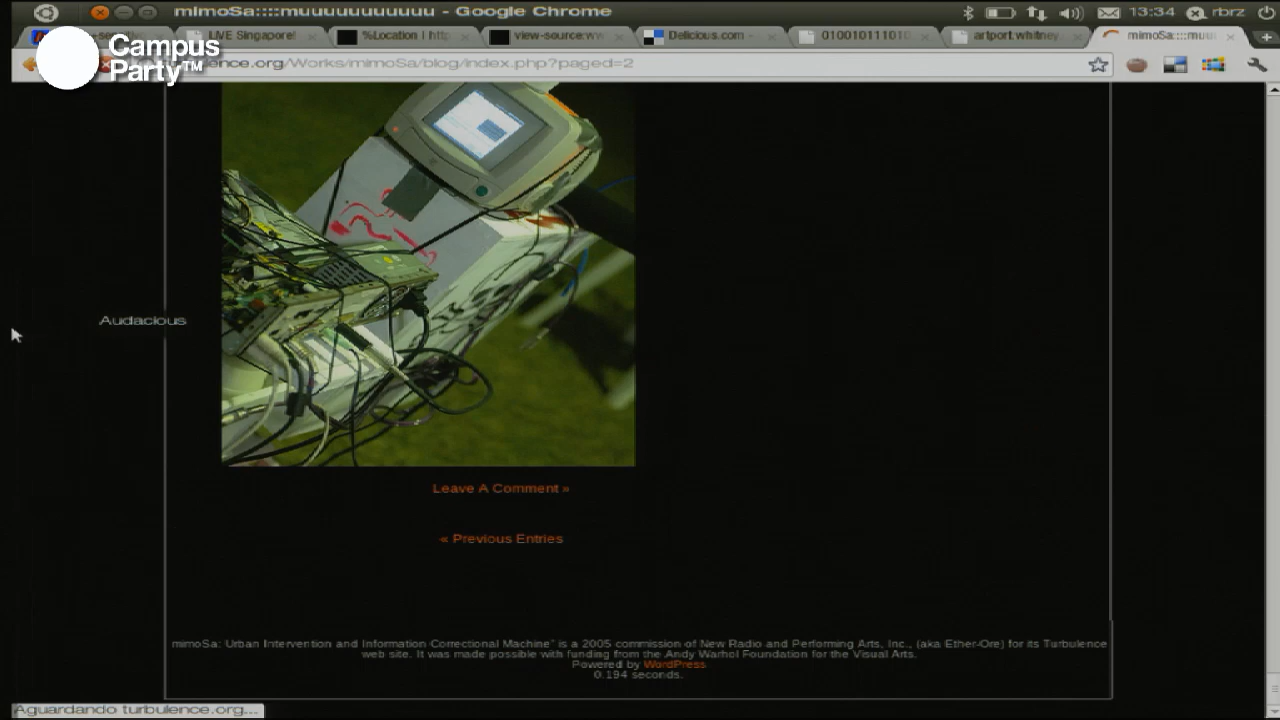 mimoSa::::muuuuuuuuuuu - Google Chrome
13:34
rbrz
LIVE Singapore!
%Location | http
view-source:ww
Delicious.com -
010010111010
artport.whitney
mimoSa::::muu
Campus
Party™
ence.org/Works/mimoSa/blog/index.php?paged=2
Audacious
Leave A Comment »
« Previous Entries
mimoSa: Urban Intervention and Information Correctional Machine" is a 2005 commission of New Radio and Performing Arts, Inc., (aka Ether-Ore) for its Turbulence
web site. It was made possible with funding from the Andy Warhol Foundation for the Visual Arts.
Powered by WordPress
0.194 seconds.
Aguardando turbulence.org...